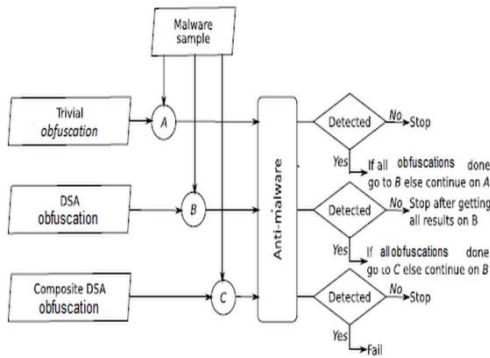 Malware
sample
Trivial
obfuscation
A
Detected
No
Stop
Yes
If all obfuscations done
go to B else continue on A
DSA
obfuscation
B
Anti-malware
Detected
No
Stop after getting
all results on B
Yes
If allobfuscations done
go to C else continue on B
Composite DSA
obfuscation
C
Detected
No
Stop
Yes
Fail